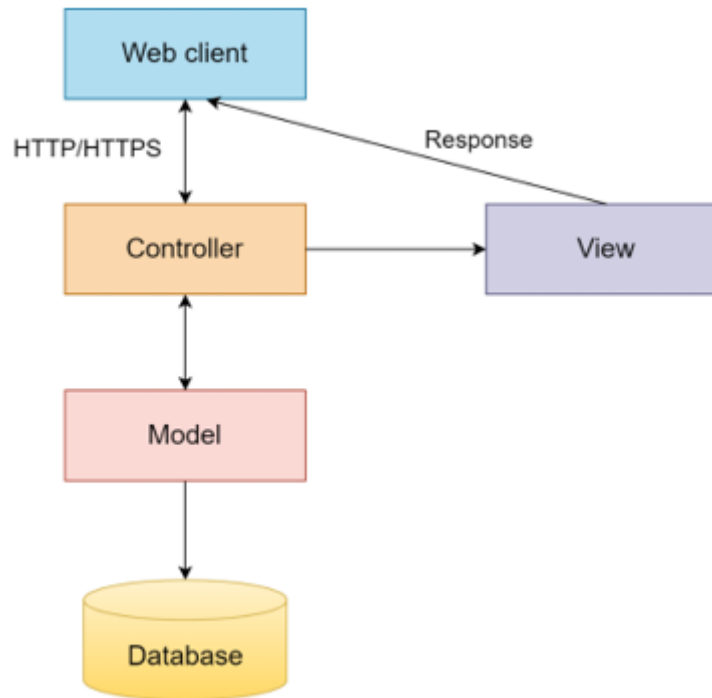 Web client
HTTP/HTTPS
Response
Controller
View
Model
Database